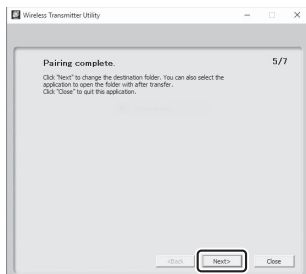 Wireless Transmitter Utility
Pairing complete.
5/7
Click "Next" to change the destination folder. You can also select the
application to open the folder with after transfer.
Click "Close" to quit this application.
<Back
Next>
Close